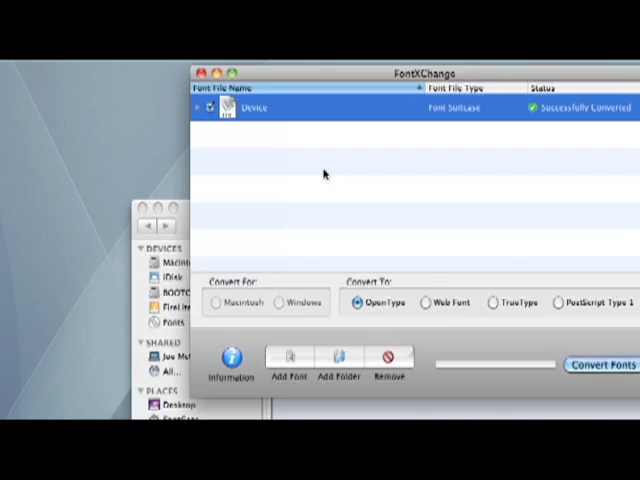 FontXChange
Font File Name Font File Type Status
Device Font Suitcase Successfully Converted
Convert For: Convert To:
Macintosh Windows OpenType Web Font TrueType PostScript Type 1
Information Add Font Add Folder Remove Convert Fonts
DEVICES
iDisk
Fonts
SHARED
All...
PLACES
Desktop